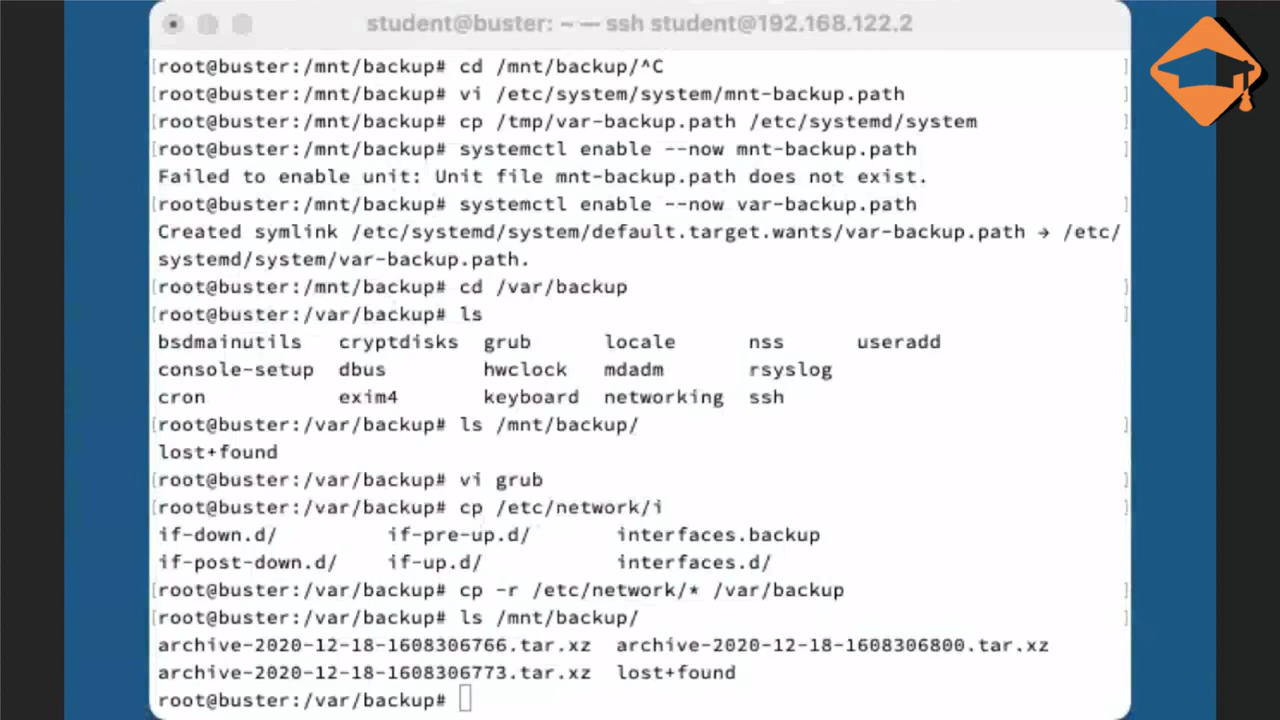 student@buster: ~ — ssh student@192.168.122.2
[root@buster:/mnt/backup# cd /mnt/backup/^C ]
[root@buster:/mnt/backup# vi /etc/system/system/mnt-backup.path ]
[root@buster:/mnt/backup# cp /tmp/var-backup.path /etc/systemd/system ]
[root@buster:/mnt/backup# systemctl enable --now mnt-backup.path ]
Failed to enable unit: Unit file mnt-backup.path does not exist.
[root@buster:/mnt/backup# systemctl enable --now var-backup.path ]
Created symlink /etc/systemd/system/default.target.wants/var-backup.path → /etc/
systemd/system/var-backup.path.
[root@buster:/mnt/backup# cd /var/backup ]
[root@buster:/var/backup# ls ]
bsdmainutils cryptdisks grub locale nss useradd
console-setup dbus hwclock mdadm rsyslog
cron exim4 keyboard networking ssh
[root@buster:/var/backup# ls /mnt/backup/ ]
lost+found
[root@buster:/var/backup# vi grub ]
[root@buster:/var/backup# cp /etc/network/i ]
if-down.d/ if-pre-up.d/ interfaces.backup
if-post-down.d/ if-up.d/ interfaces.d/
[root@buster:/var/backup# cp -r /etc/network/* /var/backup ]
[root@buster:/var/backup# ls /mnt/backup/ ]
archive-2020-12-18-1608306766.tar.xz archive-2020-12-18-1608306800.tar.xz
archive-2020-12-18-1608306773.tar.xz lost+found
root@buster:/var/backup#